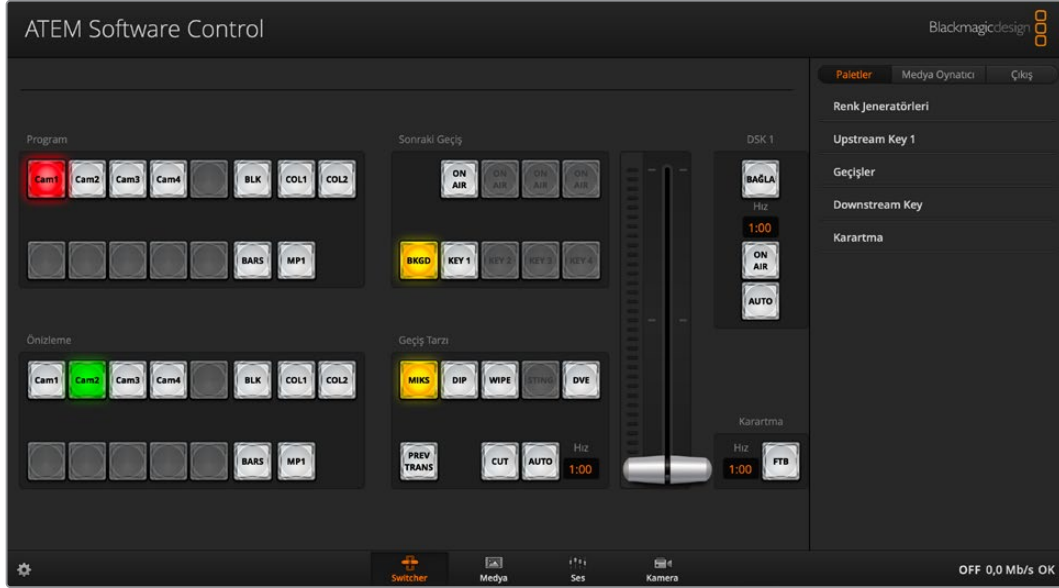 ATEM Software Control
Blackmagicdesign
Paletler Medya Oynatıcı Çıkış
Renk Jeneratörleri
Upstream Key 1
Geçişler
Downstream Key
Karartma
Program
Cam1 Cam2 Cam3 Cam4 BLK COL1 COL2
BARS MP1
Sonraki Geçiş
ON AIR ON AIR ON AIR ON AIR
BKGD KEY 1 KEY 2 KEY 3 KEY 4
DSK 1
BAĞLA
Hız
1:00
ON AIR
AUTO
Önizleme
Cam1 Cam2 Cam3 Cam4 BLK COL1 COL2
BARS MP1
Geçiş Tarzı
MIKS DIP WIPE STING DVE
PREV TRANS CUT AUTO
Hız
1:00
Karartma
Hız
1:00
FTB
Switcher Medya Ses Kamera
OFF 0,0 Mb/s OK